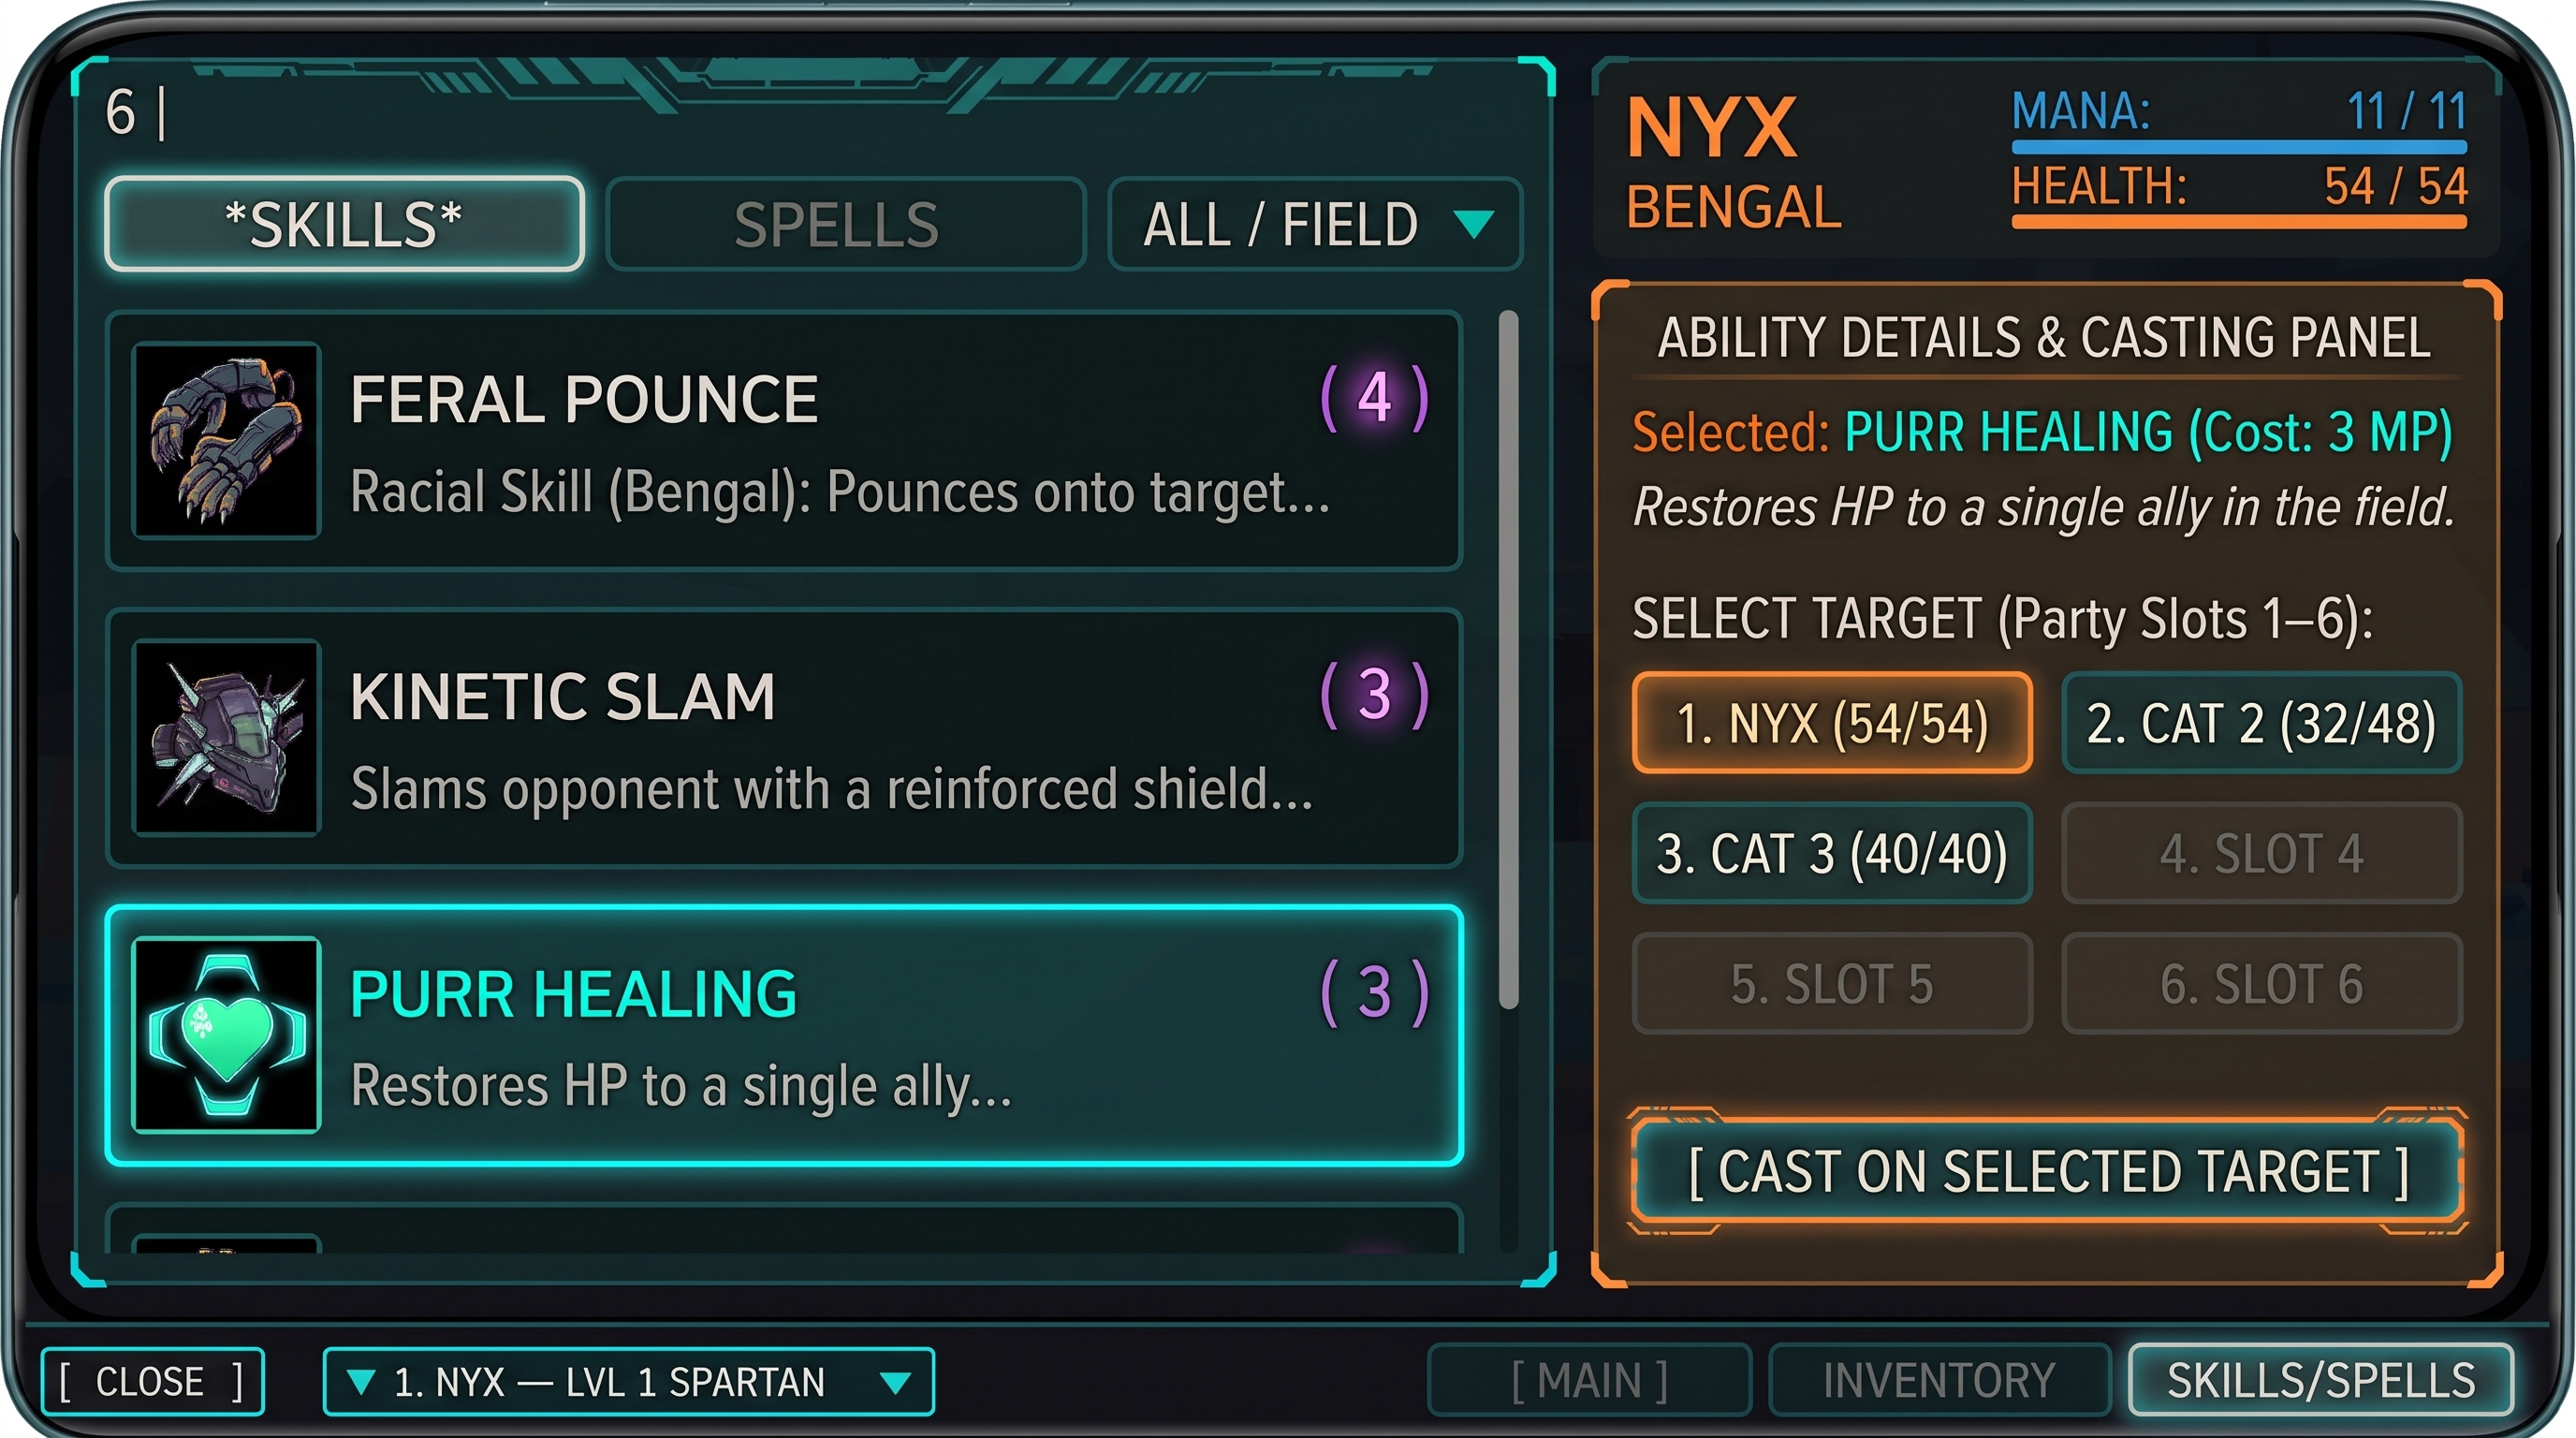 6 |
*SKILLS*
SPELLS
ALL / FIELD
FERAL POUNCE
( 4 )
Racial Skill (Bengal): Pounces onto target...
KINETIC SLAM
( 3 )
Slams opponent with a reinforced shield...
PURR HEALING
( 3 )
Restores HP to a single ally...
NYX
BENGAL
MANA: 11 / 11
HEALTH: 54 / 54
ABILITY DETAILS & CASTING PANEL
Selected: PURR HEALING (Cost: 3 MP)
Restores HP to a single ally in the field.
SELECT TARGET (Party Slots 1–6):
1. NYX (54/54)
2. CAT 2 (32/48)
3. CAT 3 (40/40)
4. SLOT 4
5. SLOT 5
6. SLOT 6
[ CAST ON SELECTED TARGET ]
[ CLOSE ]
1. NYX — LVL 1 SPARTAN
[ MAIN ]
INVENTORY
SKILLS/SPELLS